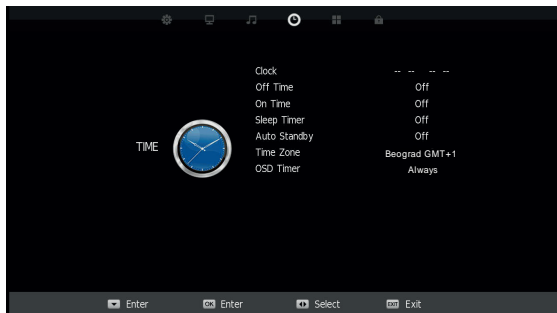 Clock -- -- -- --
Off Time Off
On Time Off
Sleep Timer Off
Auto Standby Off
TIME
Time Zone Beograd GMT+1
OSD Timer Always
Enter OK Enter Select EXIT Exit